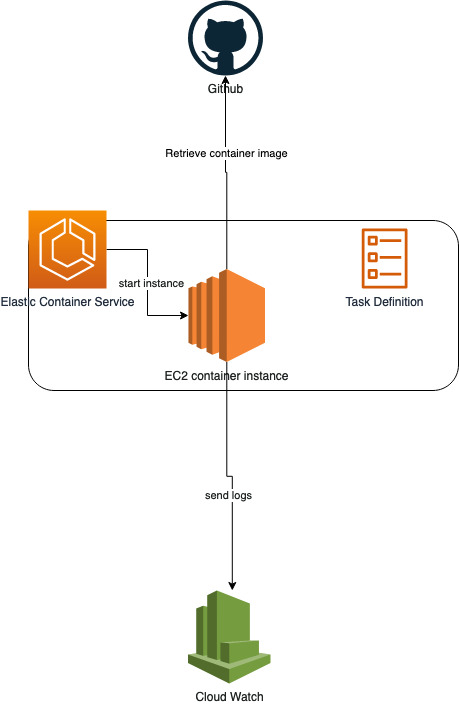 Github
Retrieve container image
Elastic Container Service
start instance
Task Definition
EC2 container instance
send logs
Cloud Watch